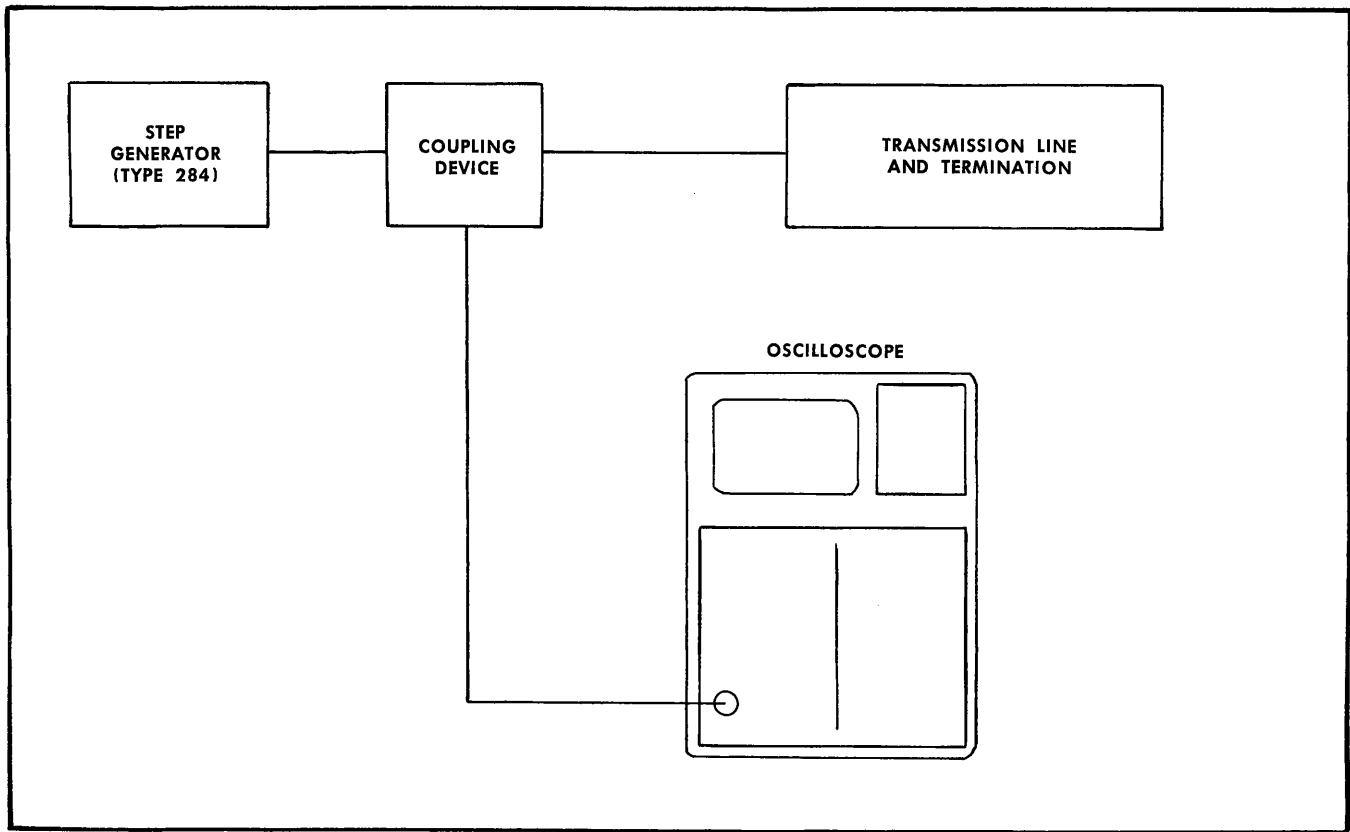 STEP
GENERATOR
(TYPE 284)
COUPLING
DEVICE
TRANSMISSION LINE
AND TERMINATION
OSCILLOSCOPE